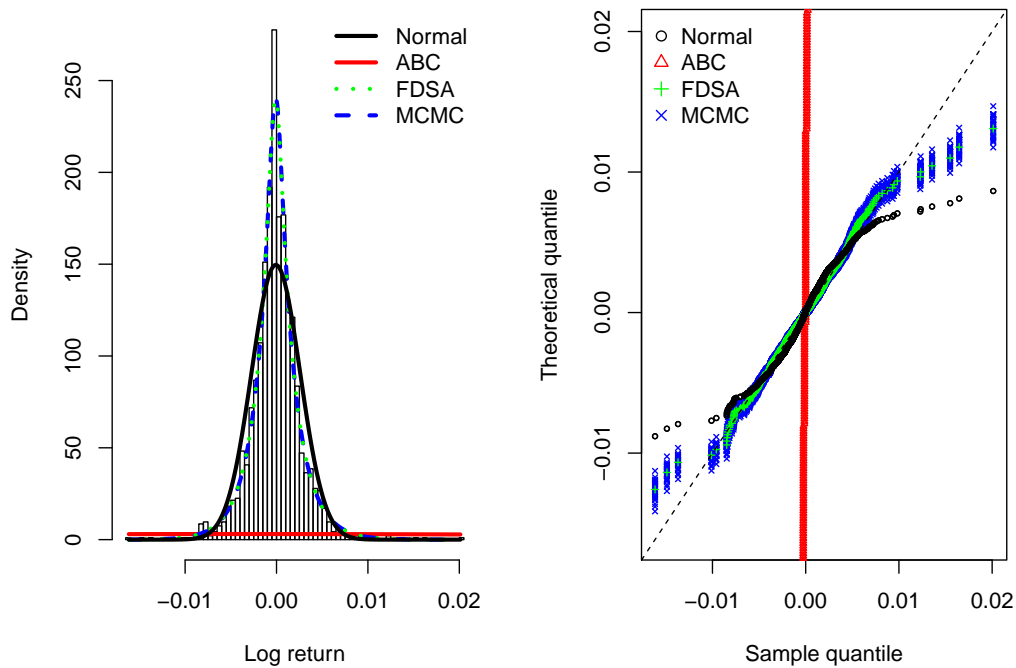 Normal
ABC
FDSA
MCMC
Density
0
50
100
150
200
250
−0.01
0.00
0.01
0.02
Log return
Normal
ABC
FDSA
MCMC
Theoretical quantile
−0.01
0.00
0.01
0.02
−0.01
0.00
0.01
0.02
Sample quantile